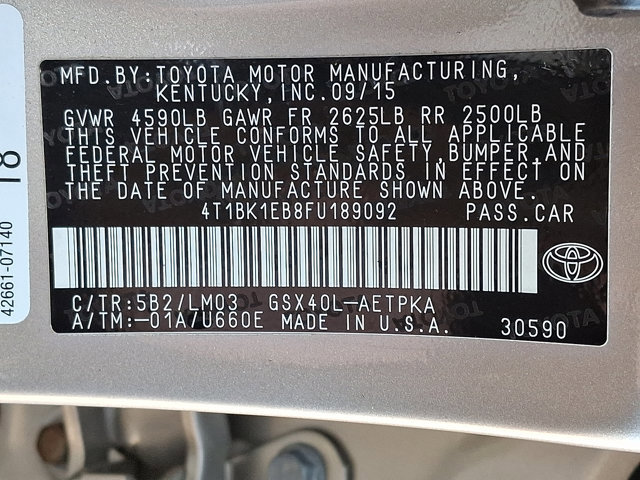 MFD.BY:TOYOTA MOTOR MANUFACTURING,
KENTUCKY,INC.09/15
GVWR 4590LB GAWR FR 2625LB RR 2500LB
THIS VEHICLE CONFORMS TO ALL APPLICABLE
FEDERAL MOTOR VEHICLE SAFETY,BUMPER,AND
THEFT PREVENTION STANDARDS IN EFFECT ON
THE DATE OF MANUFACTURE SHOWN ABOVE.
4T1BK1EB8FU189092 PASS.CAR
C/TR:5B2/LM03 GSX40L-AETPKA
A/TM:-01A/U660E MADE IN U.S.A. 30590
42661-07140
18